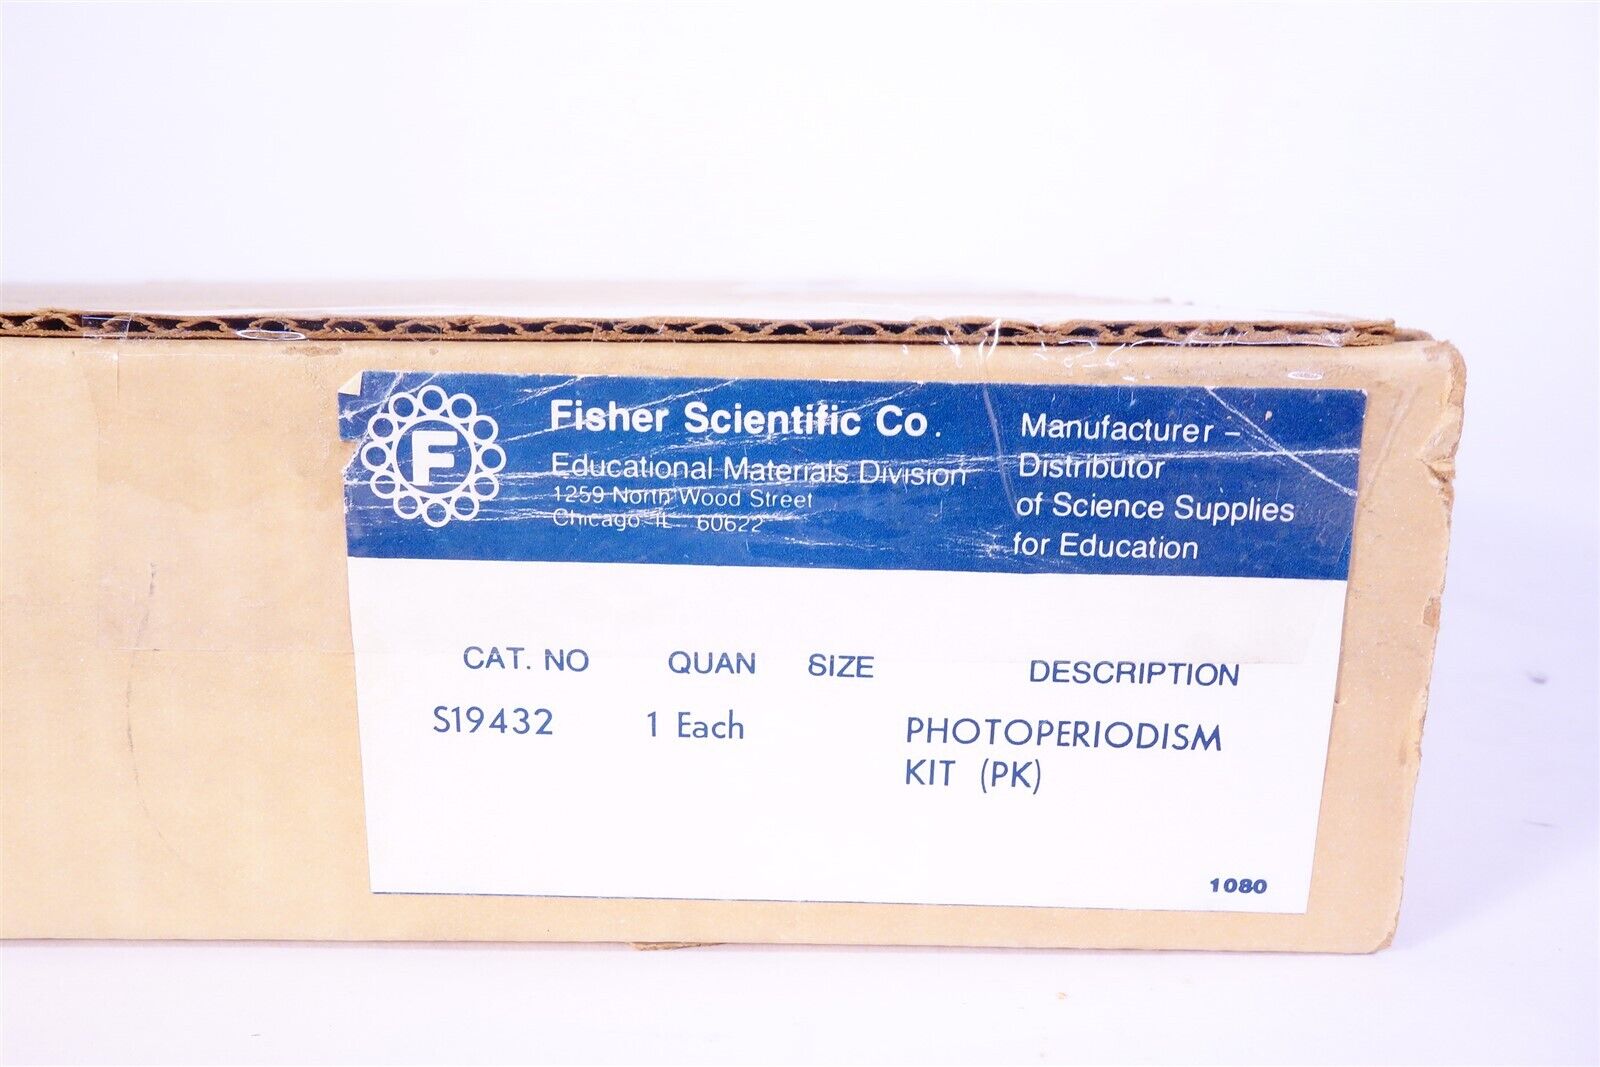 F
Fisher Scientific Co.
Educational Materials Division
1259 North Wood Street
Chicago IL 60622
Manufacturer –
Distributor
of Science Supplies
for Education
CAT. NO QUAN SIZE DESCRIPTION
S19432 1 Each PHOTOPERIODISM
KIT (PK)
1080